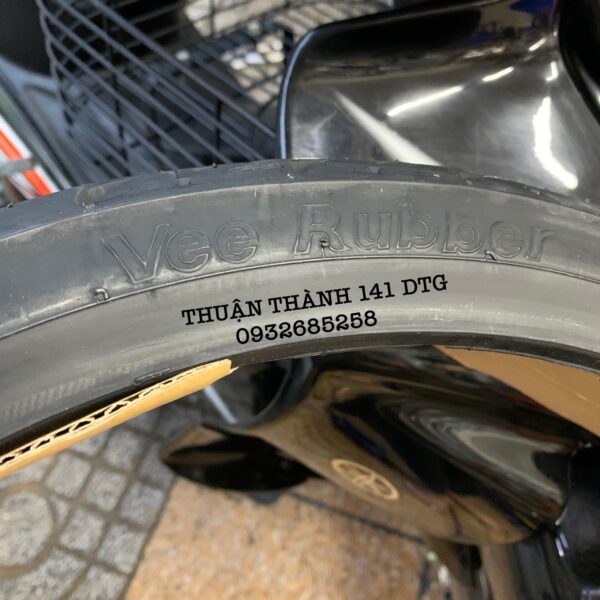 Vee Rubber
THUẬN THÀNH 141 DTG
0932685258